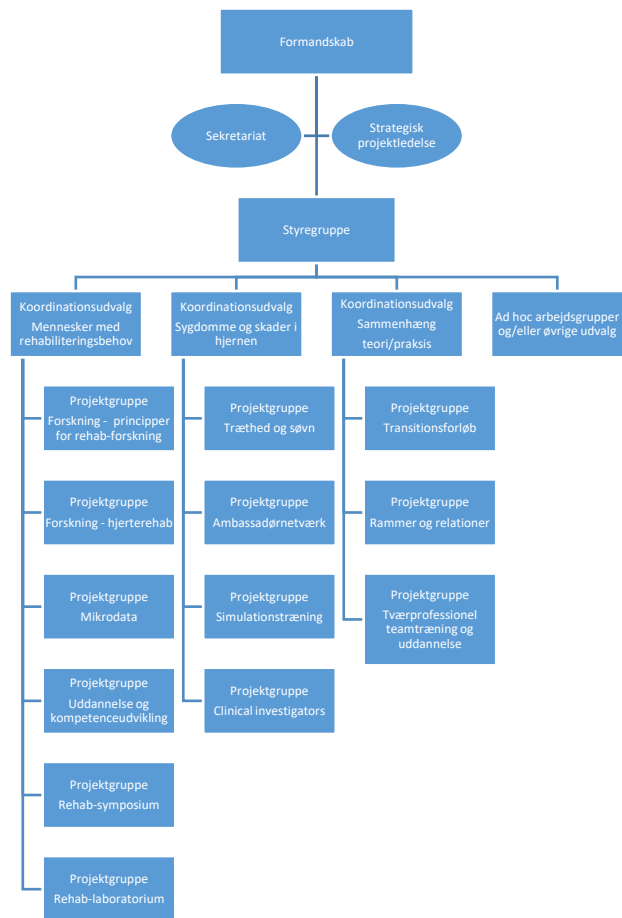 Formandskab
Sekretariat
Strategisk
projektledelse
Styregruppe
Koordinationsudvalg
Mennesker med
rehabiliteringsbehov
Koordinationsudvalg
Sygdomme og skader i
hjernen
Koordinationsudvalg
Sammenhæng
teori/praksis
Ad hoc arbejdsgrupper
og/eller øvrige udvalg
Projektgruppe
Forskning - principper
for rehab-forskning
Projektgruppe
Forskning - hjerterehab
Projektgruppe
Mikrodata
Projektgruppe
Uddannelse og
kompetenceudvikling
Projektgruppe
Rehab-symposium
Projektgruppe
Rehab-laboratorium
Projektgruppe
Træthed og søvn
Projektgruppe
Ambassadørnetværk
Projektgruppe
Simulationstræning
Projektgruppe
Clinical investigators
Projektgruppe
Transitionsforløb
Projektgruppe
Rammer og relationer
Projektgruppe
Tværprofessionel
teamtræning og
uddannelse